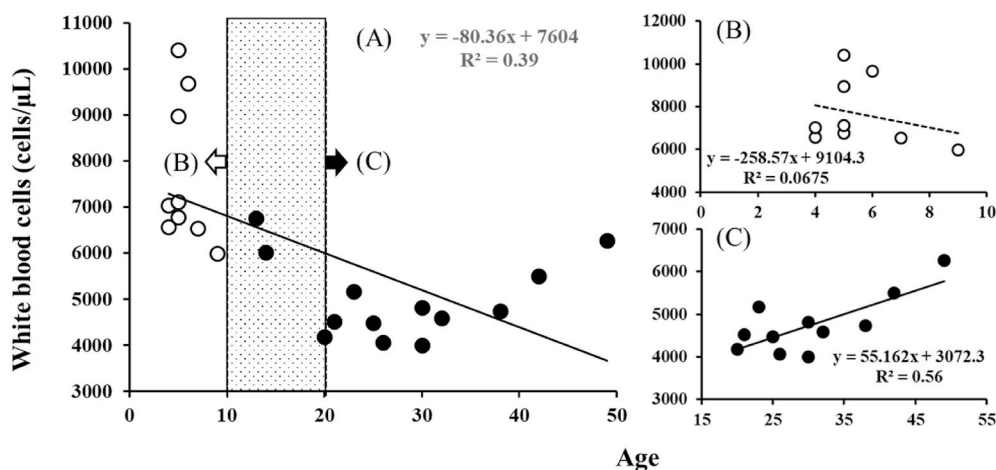 White blood cells (cells/μL)
11000
10000
9000
8000
7000
6000
5000
4000
3000
0
10
20
30
40
50
(A)
y = -80.36x + 7604
R² = 0.39
(B)
(C)
(B)
12000
10000
8000
6000
4000
0
2
4
6
8
10
y = -258.57x + 9104.3
R² = 0.0675
(C)
7000
6000
5000
4000
3000
15
25
35
45
55
y = 55.162x + 3072.3
R² = 0.56
Age